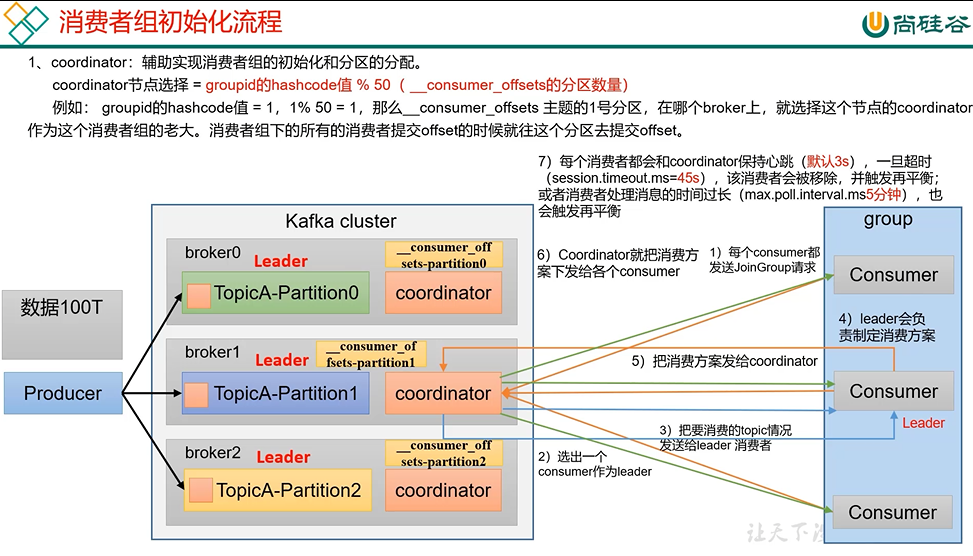 消费者组初始化流程
尚硅谷
1、coordinator：辅助实现消费者组的初始化和分区的分配。
coordinator节点选择 = groupid的hashcode值 % 50（ __consumer_offsets的分区数量）
例如： groupid的hashcode值 = 1，1% 50 = 1，那么__consumer_offsets 主题的1号分区，在哪个broker上，就选择这个节点的coordinator
作为这个消费者组的老大。消费者组下的所有的消费者提交offset的时候就往这个分区去提交offset。
7）每个消费者都会和coordinator保持心跳（默认3s），一旦超时
（session.timeout.ms=45s），该消费者会被移除，并触发再平衡；
或者消费者处理消息的时间过长（max.poll.interval.ms5分钟），也
会触发再平衡
Kafka cluster
group
broker0
Leader
__consumer_off
sets-partition0
TopicA-Partition0
coordinator
6）Coordinator就把消费方
案下发给各个consumer
1）每个consumer都
发送JoinGroup请求
Consumer
数据100T
4）leader会负
责制定消费方案
broker1
Leader
__consumer_of
fsets-partition1
5）把消费方案发给coordinator
Producer
TopicA-Partition1
coordinator
Consumer
Leader
3）把要消费的topic情况
发送给leader 消费者
broker2
Leader
__consumer_off
sets-partition2
2）选出一个
consumer作为leader
TopicA-Partition2
coordinator
Consumer
让天下